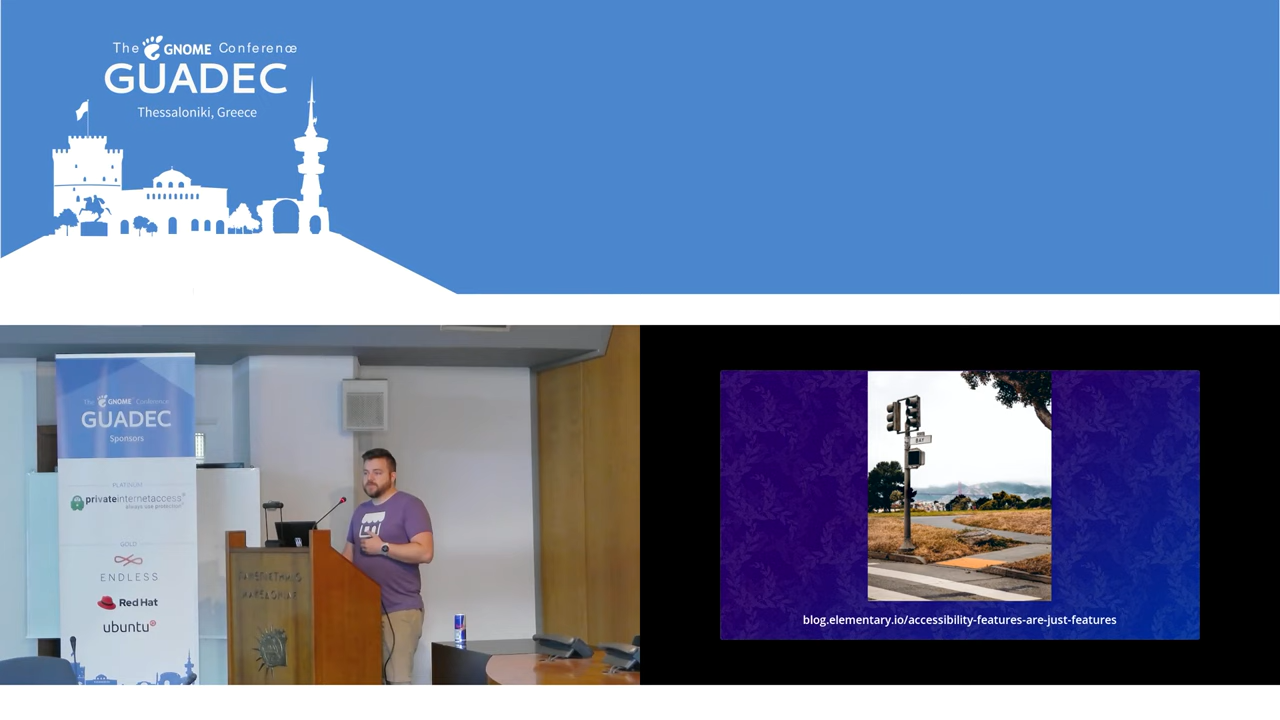 The GNOME Conference
GUADEC
Thessaloniki, Greece
The GNOME Conference
GUADEC
Sponsors
PLATINUM
privateinternetaccess®
always use protection
GOLD
ENDLESS
Red Hat
ubuntu®
BAY
blog.elementary.io/accessibility-features-are-just-features